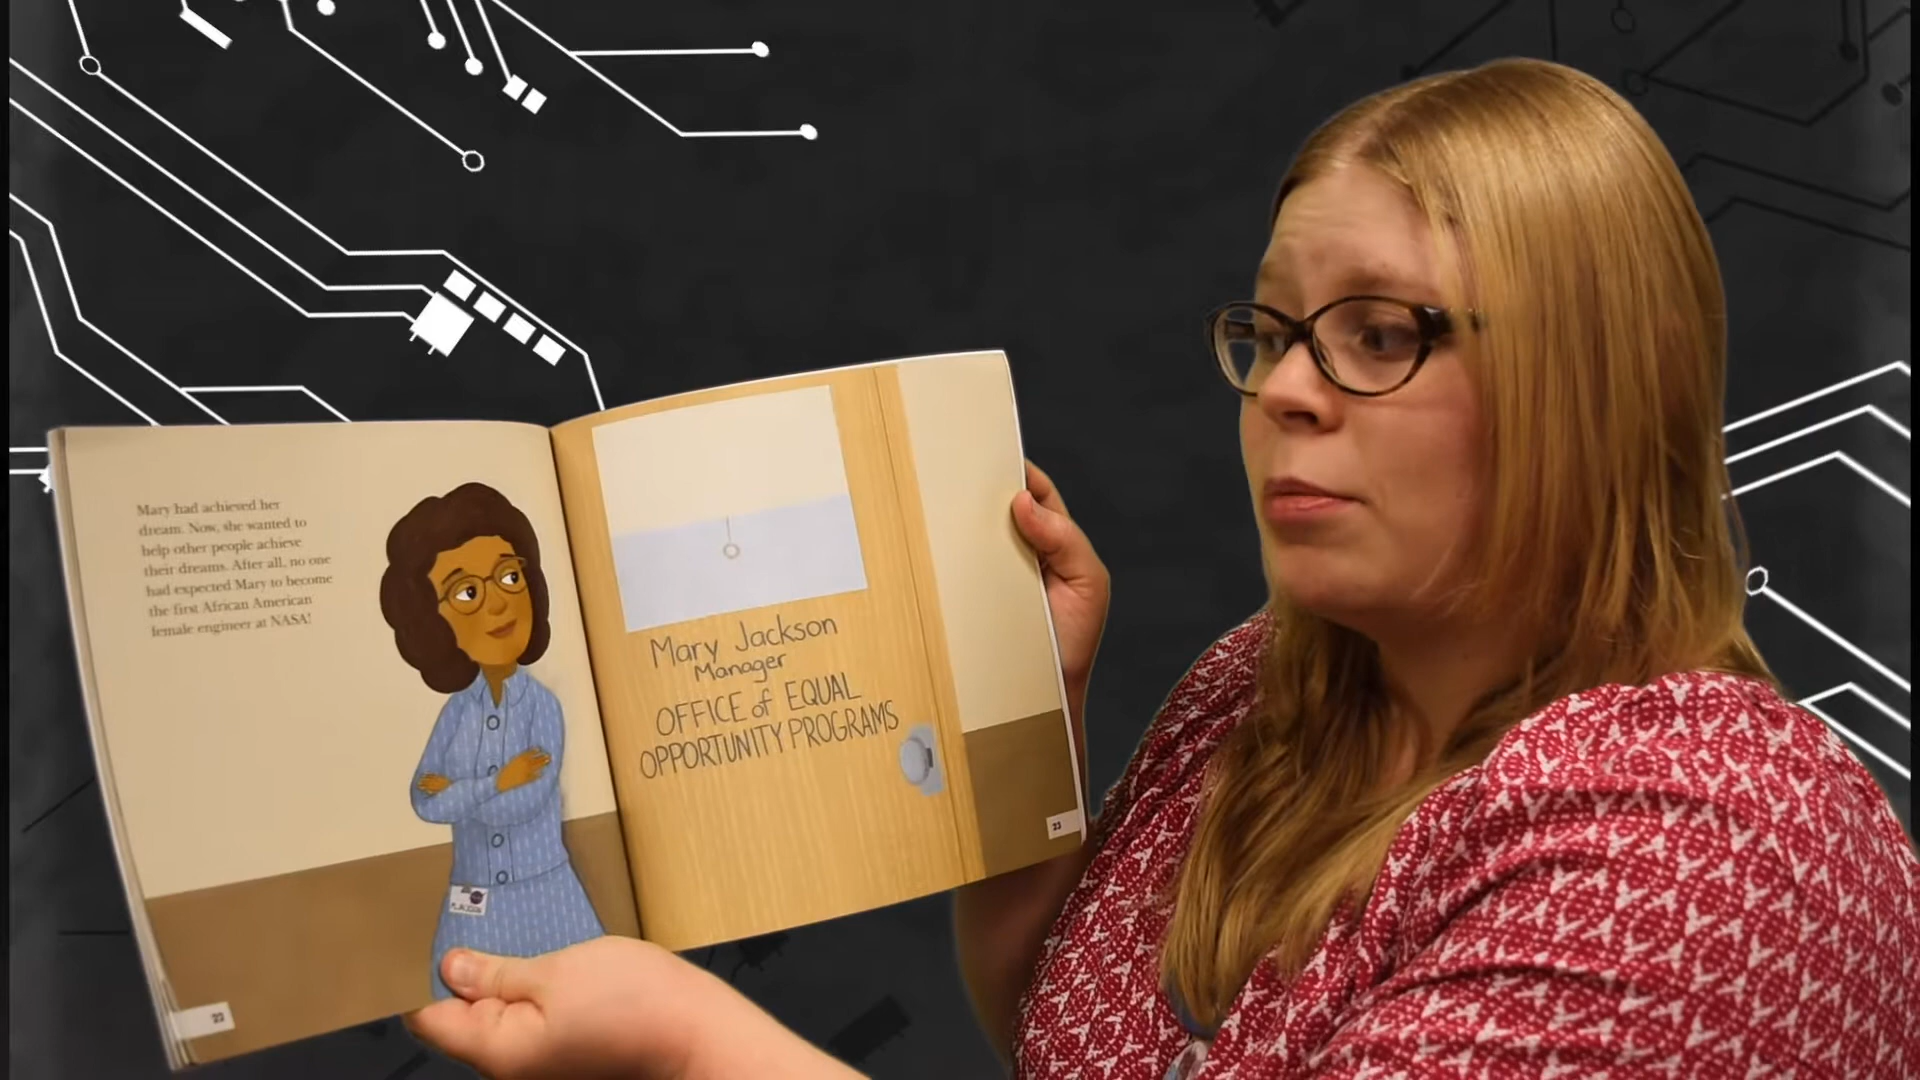 Mary had achieved her
dream. Now, she wanted to
help other people achieve
their dreams. After all, no one
had expected Mary to become
the first African American
female engineer at NASA!
22
Mary Jackson
Manager
OFFICE of EQUAL
OPPORTUNITY PROGRAMS
23